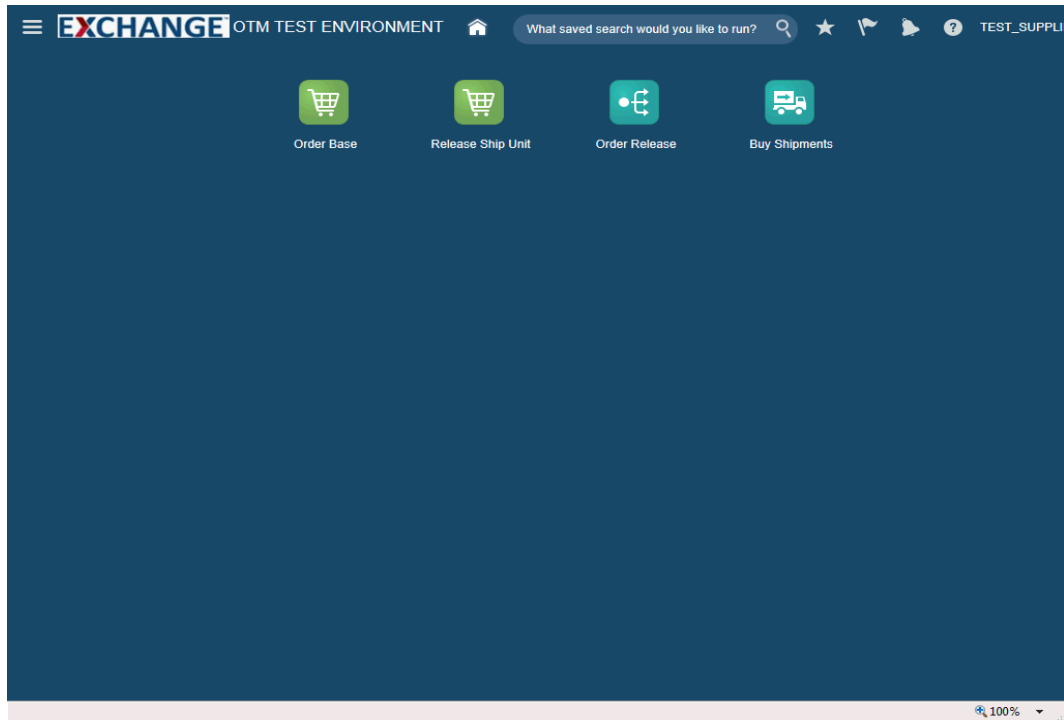 EXCHANGE OTM TEST ENVIRONMENT What saved search would you like to run? ? TEST_SUPPLI
Order Base Release Ship Unit Order Release Buy Shipments
100%